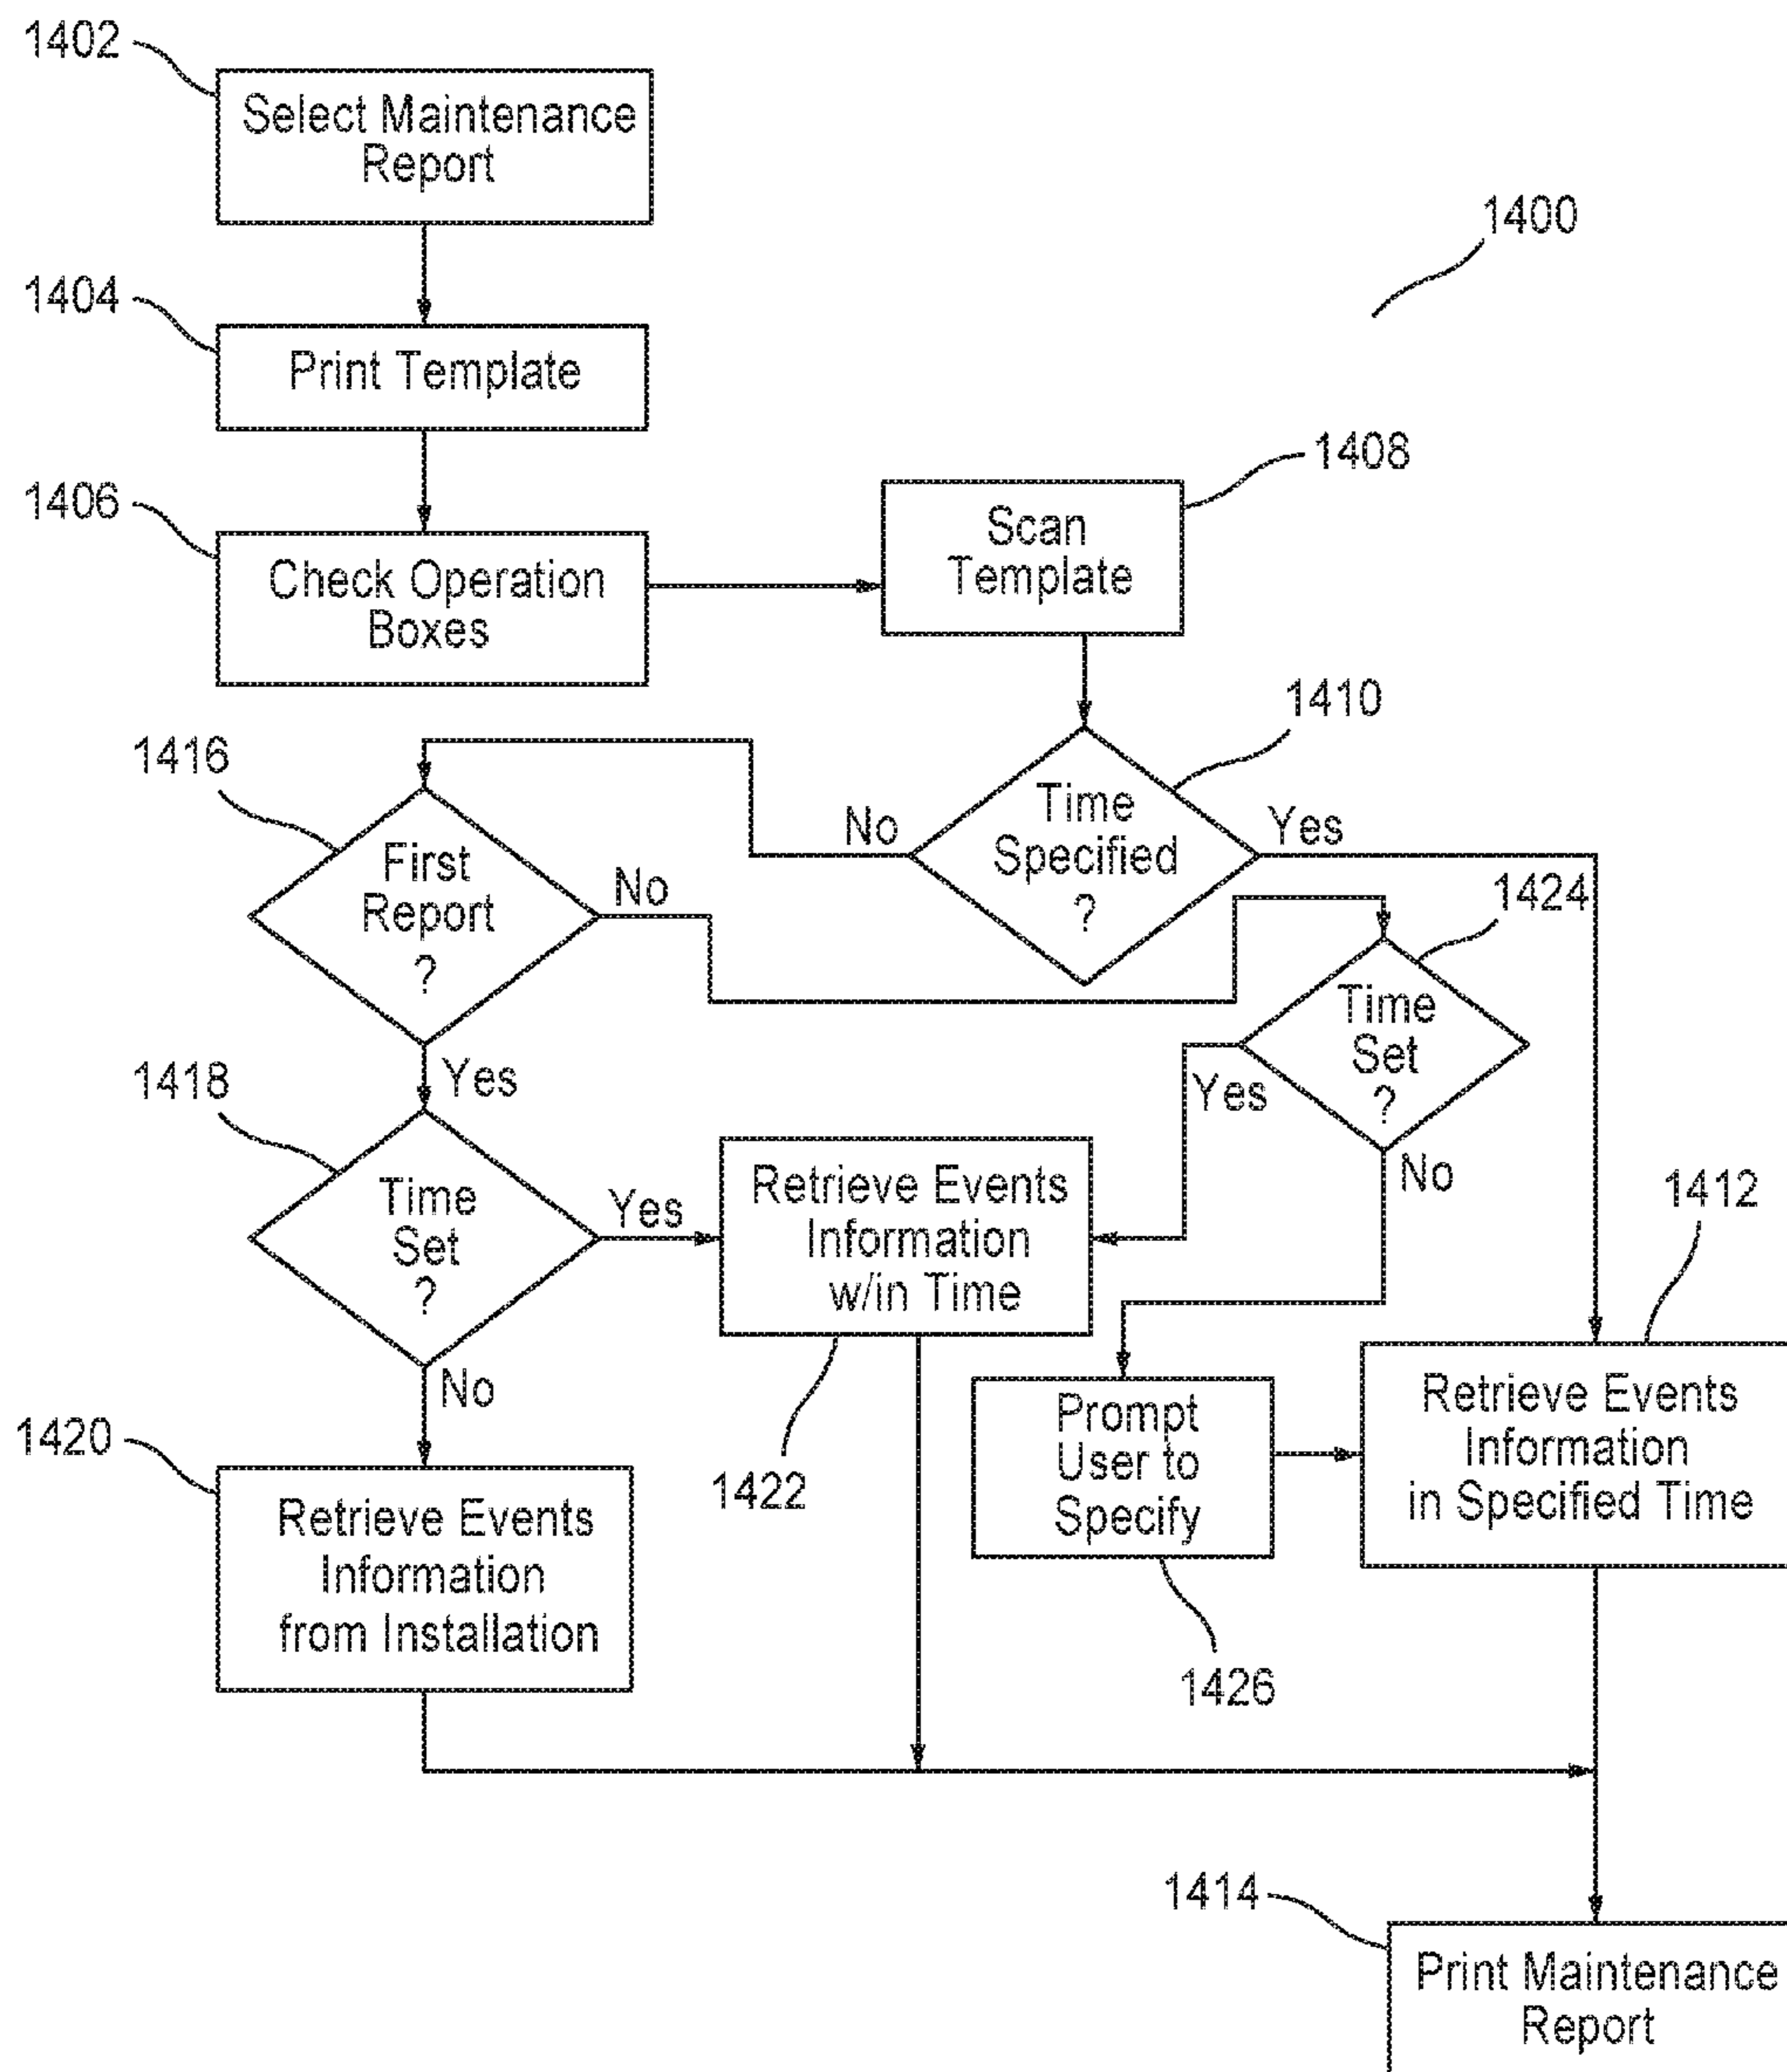 1402
Select Maintenance
Report
1400
1404
Print Template
1408
1406
Scan
Template
Check Operation
Boxes
1410
1416
Time
Specified
?
No
Yes
First
Report
?
No
1424
Time
Set
?
Yes
No
Yes
1418
Time
Set
?
Yes
No
Retrieve Events
Information
w/in Time
1422
1412
Retrieve Events
Information
in Specified Time
Prompt
User to
Specify
1426
1420
Retrieve Events
Information
from Installation
1414
Print Maintenance
Report